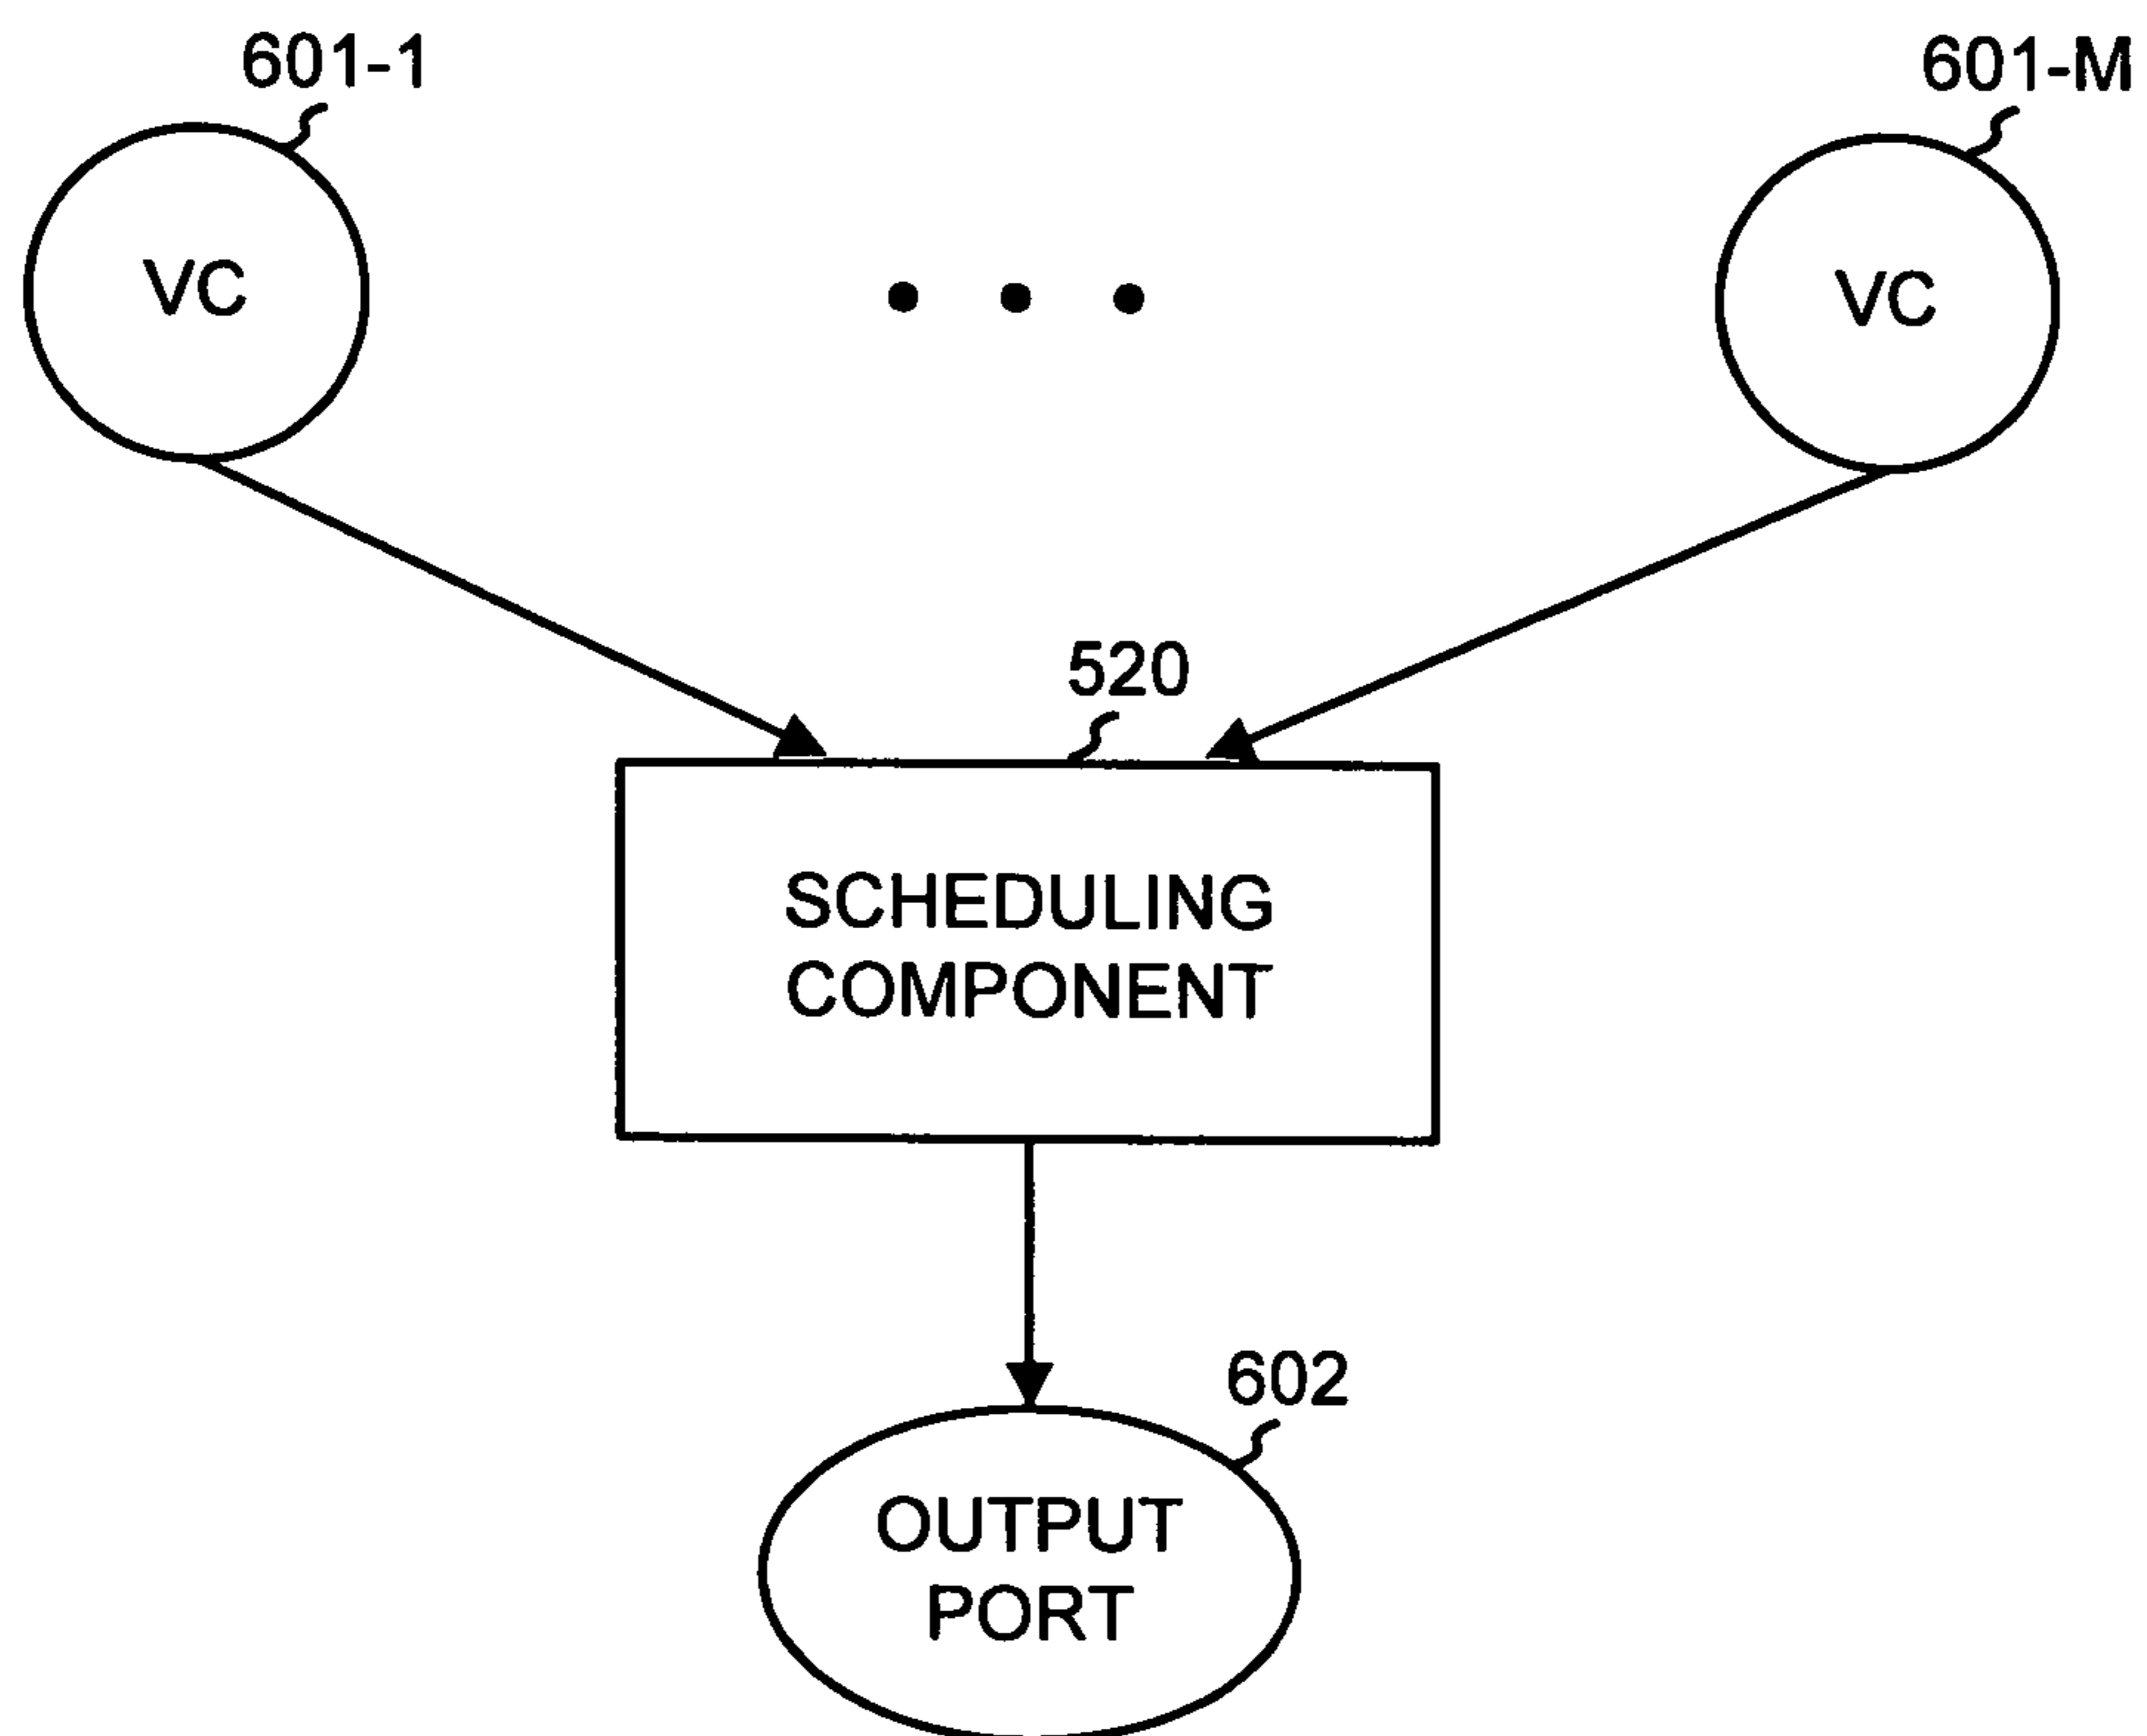 601-1
601-M
VC
VC
520
SCHEDULING
COMPONENT
602
OUTPUT
PORT